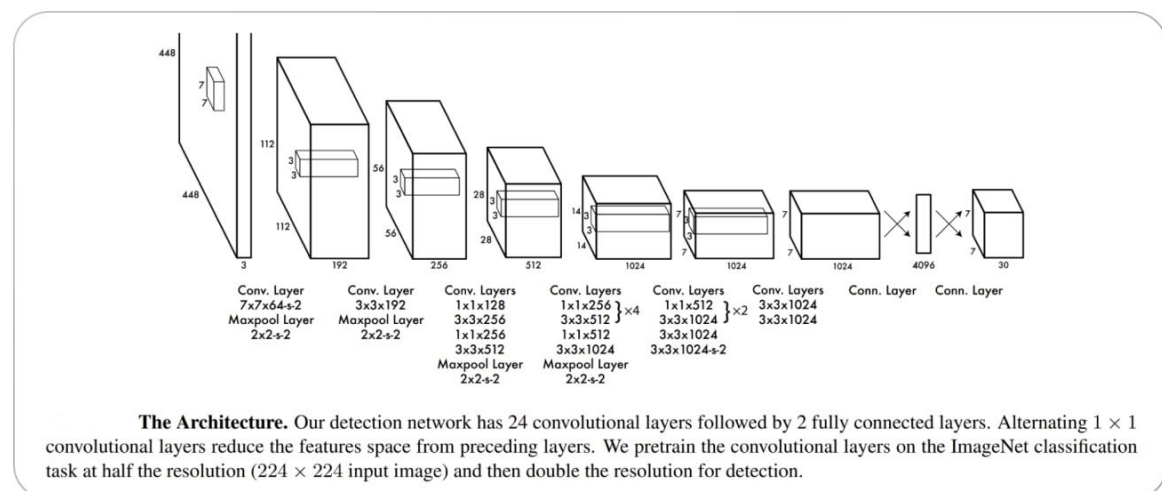 448
448
7
7
3
112
112
3
3
192
56
56
3
3
256
28
28
3
3
512
14
14
3
3
1024
7
7
3
3
1024
7
7
1024
4096
7
7
30
Conv. Layer
7x7x64-s-2
Maxpool Layer
2x2-s-2
Conv. Layer
3x3x192
Maxpool Layer
2x2-s-2
Conv. Layers
1x1x128
3x3x256
1x1x256
3x3x512
Maxpool Layer
2x2-s-2
Conv. Layers
1x1x256
3x3x512
}×4
1x1x512
3x3x1024
Maxpool Layer
2x2-s-2
Conv. Layers
1x1x512
3x3x1024
}×2
3x3x1024
3x3x1024-s-2
Conv. Layers
3x3x1024
3x3x1024
Conn. Layer
Conn. Layer
The Architecture. Our detection network has 24 convolutional layers followed by 2 fully connected layers. Alternating 1 × 1
convolutional layers reduce the features space from preceding layers. We pretrain the convolutional layers on the ImageNet classification
task at half the resolution (224 × 224 input image) and then double the resolution for detection.